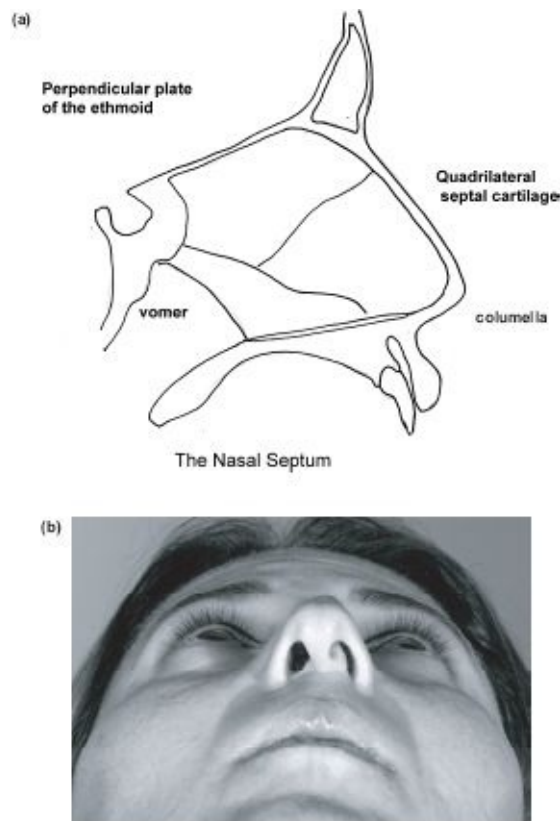 (a)
Perpendicular plate
of the ethmoid
Quadrilateral
septal cartilage
vomer
columella
The Nasal Septum
(b)